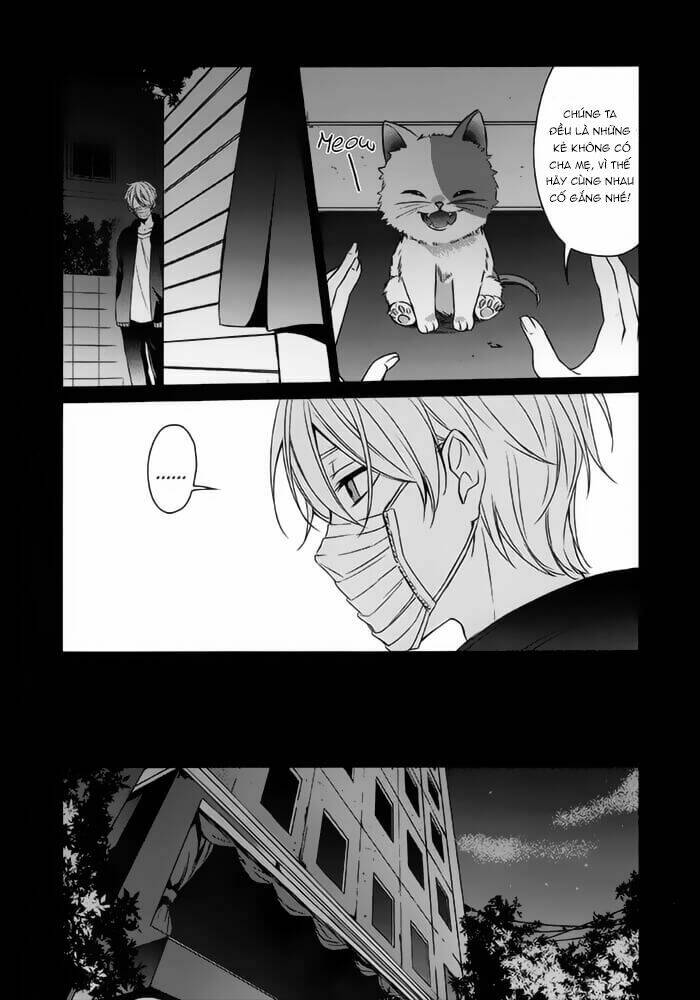 CHÚNG TA
ĐỀU LÀ NHỮNG
KẺ KHÔNG CÓ
CHA MẸ, VÌ THẾ
HÃY CÙNG NHAU
CỐ GẮNG NHÉ!
Meow
......